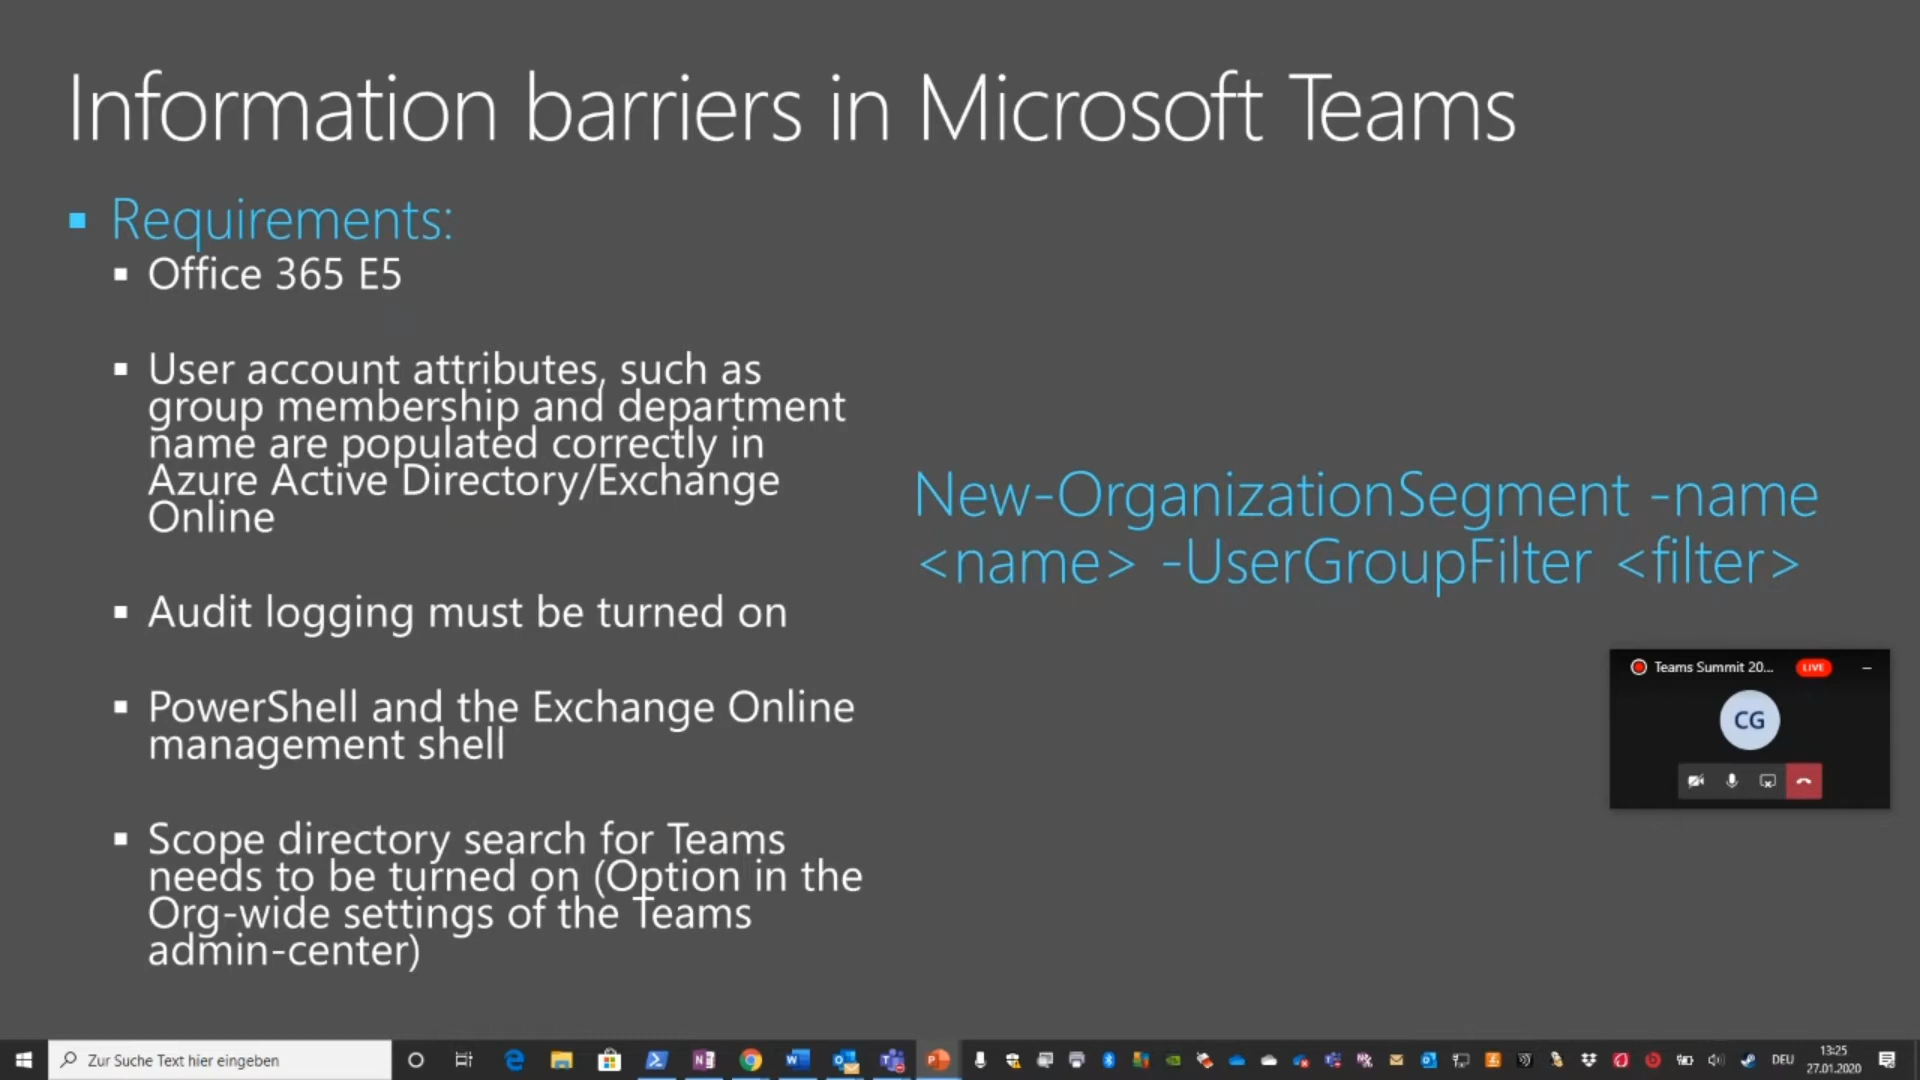 Information barriers in Microsoft Teams
Requirements:
Office 365 E5
User account attributes, such as
group membership and department
name are populated correctly in
Azure Active Directory/Exchange
Online
Audit logging must be turned on
PowerShell and the Exchange Online
management shell
Scope directory search for Teams
needs to be turned on (Option in the
Org-wide settings of the Teams
admin-center)
New-OrganizationSegment -name
<name> -UserGroupFilter <filter>
Teams Summit 20... LIVE
CG
Zur Suche Text hier eingeben
DEU
13:25
27.01.2020